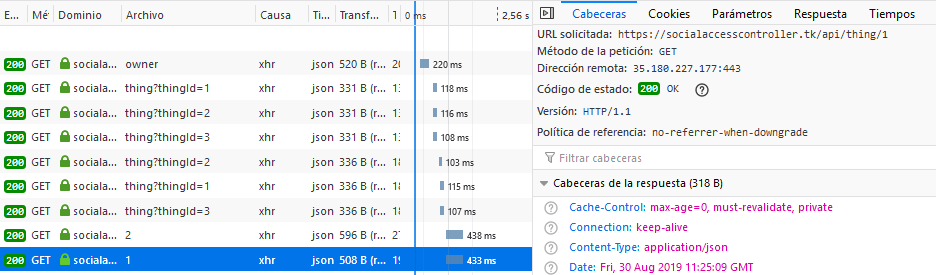 E... Mé Dominio Archivo Causa Ti... Transf... T 0 ms 2,56 s
200 GET sociala... owner xhr json 520 B (r... 20 220 ms
200 GET sociala... thing?thingId=1 xhr json 331 B (r... 13 118 ms
200 GET sociala... thing?thingId=2 xhr json 331 B (r... 13 116 ms
200 GET sociala... thing?thingId=3 xhr json 331 B (r... 13 108 ms
200 GET sociala... thing?thingId=2 xhr json 336 B (r... 18 103 ms
200 GET sociala... thing?thingId=1 xhr json 336 B (r... 18 115 ms
200 GET sociala... thing?thingId=3 xhr json 336 B (r... 18 107 ms
200 GET sociala... 2 xhr json 596 B (r... 27 438 ms
200 GET sociala... 1 xhr json 508 B (r... 19 433 ms
Cabeceras Cookies Parámetros Respuesta Tiempos
URL solicitada: https://socialaccesscontroller.tk/api/thing/1
Método de la petición: GET
Dirección remota: 35.180.227.177:443
Código de estado: 200 OK ?
Versión: HTTP/1.1
Política de referencia: no-referrer-when-downgrade
Filtrar cabeceras
Cabeceras de la respuesta (318 B)
? Cache-Control: max-age=0, must-revalidate, private
? Connection: keep-alive
? Content-Type: application/json
? Date: Fri, 30 Aug 2019 11:25:09 GMT